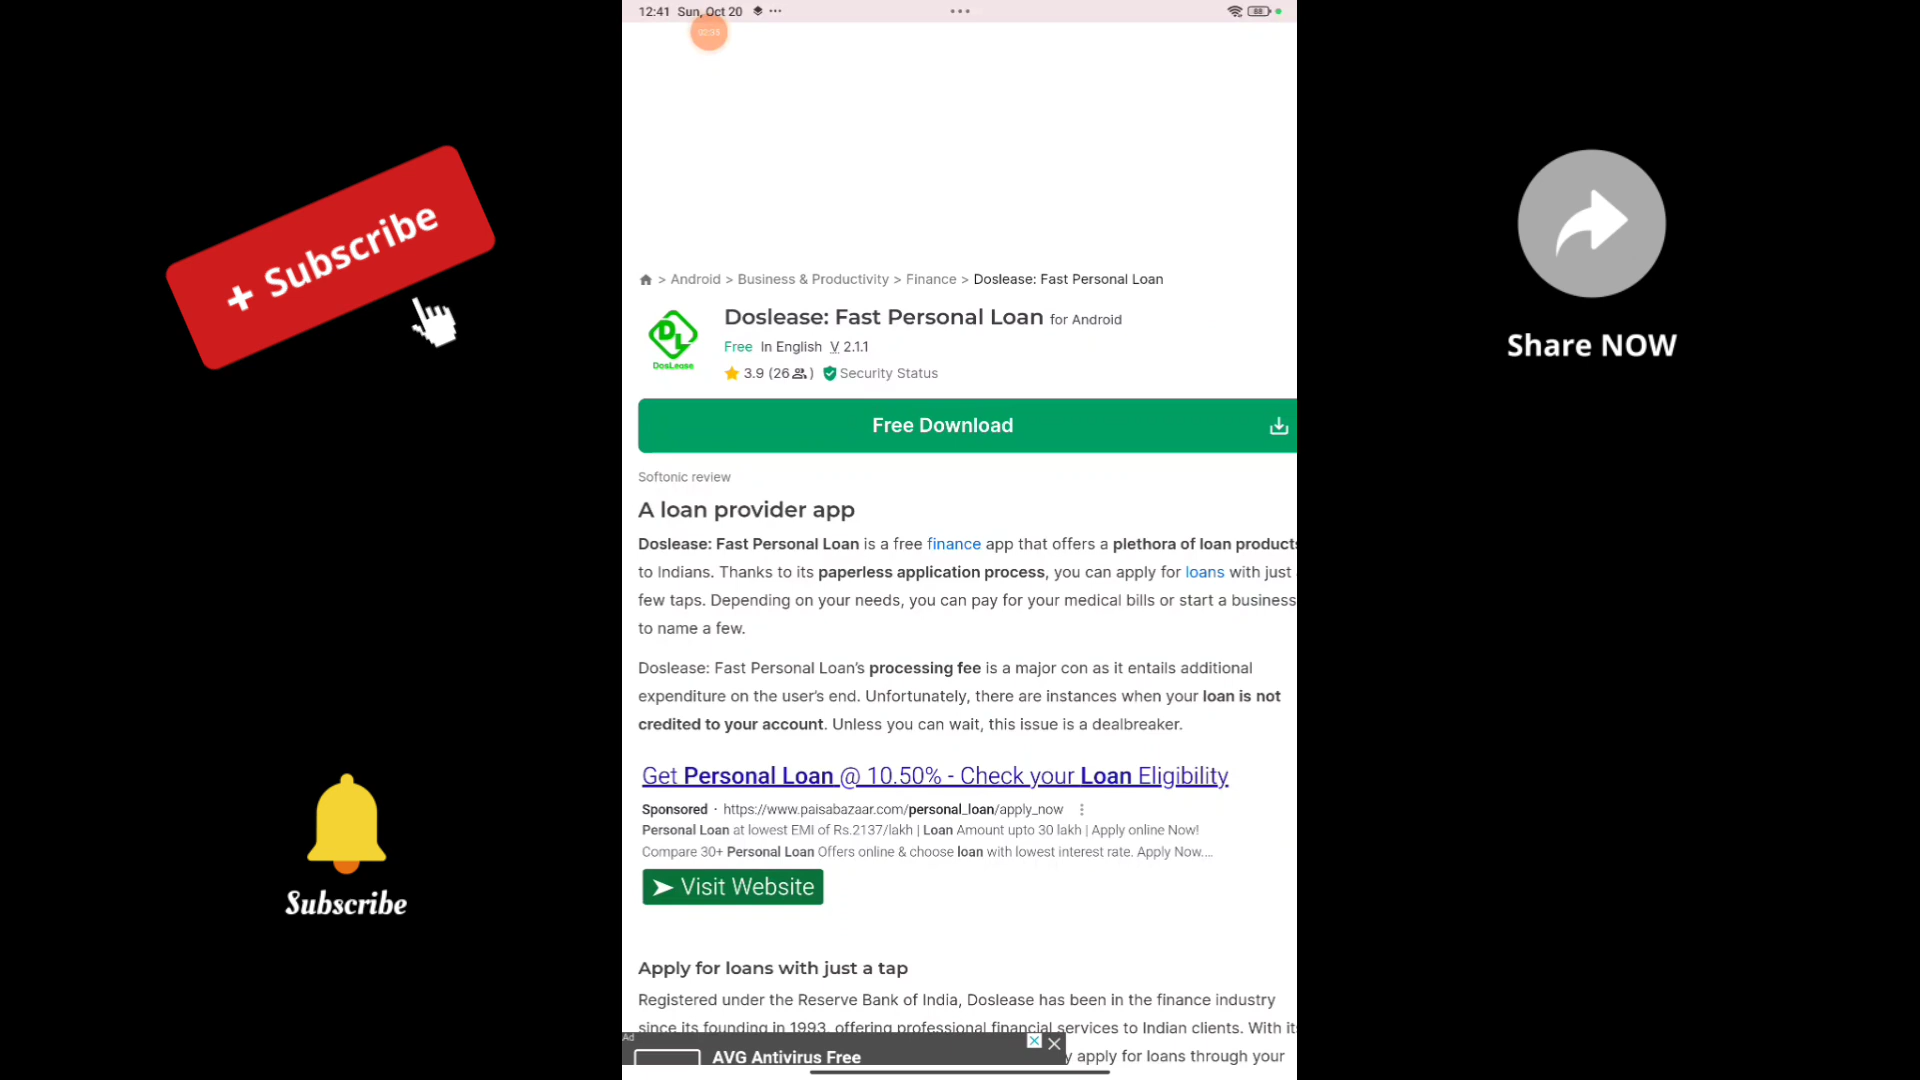 12:41 Sun, Oct 20
88
+ Subscribe
Share NOW
Subscribe
> Android > Business & Productivity > Finance > Doslease: Fast Personal Loan
DL
DosLease
Doslease: Fast Personal Loan for Android
Free In English V 2.1.1
3.9 (26 ) Security Status
Free Download
Softonic review
A loan provider app
Doslease: Fast Personal Loan is a free finance app that offers a plethora of loan products
to Indians. Thanks to its paperless application process, you can apply for loans with just
few taps. Depending on your needs, you can pay for your medical bills or start a business
to name a few.
Doslease: Fast Personal Loan's processing fee is a major con as it entails additional
expenditure on the user's end. Unfortunately, there are instances when your loan is not
credited to your account. Unless you can wait, this issue is a dealbreaker.
Get Personal Loan @ 10.50% - Check your Loan Eligibility
Sponsored · https://www.paisabazaar.com/personal_loan/apply_now
Personal Loan at lowest EMI of Rs.2137/lakh | Loan Amount upto 30 lakh | Apply online Now!
Compare 30+ Personal Loan Offers online & choose loan with lowest interest rate. Apply Now....
Visit Website
Apply for loans with just a tap
Registered under the Reserve Bank of India, Doslease has been in the finance industry
since its founding in 1993, offering professional financial services to Indian clients. With
Ad
AVG Antivirus Free
y apply for loans through your